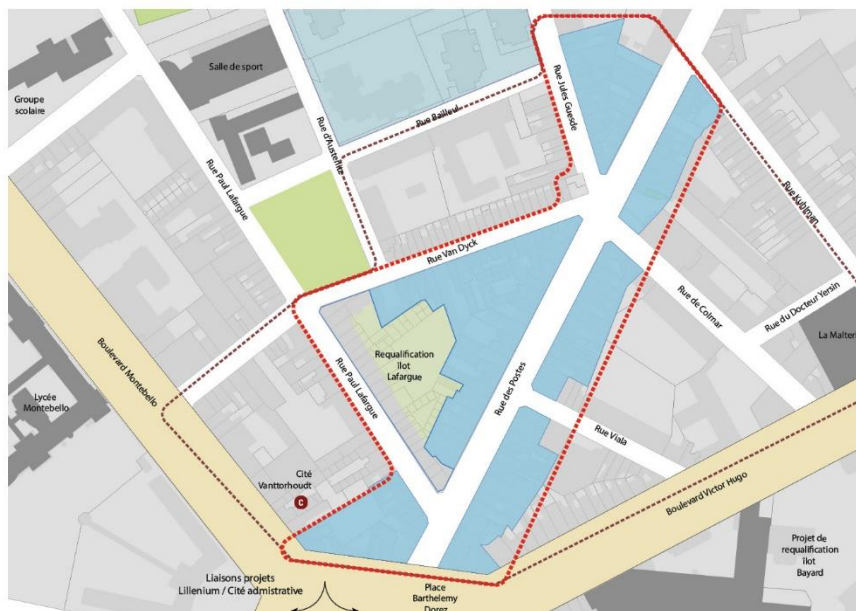 Groupe
scolaire
Salle de sport
Rue Jules Guesde
Rue Bailleul
Rue d'Austerlitz
Rue Paul Lafargue
Rue Kuhlman
Rue Van Dyck
Rue de Colmar
Rue du Docteur Yersin
La Malteri
Boulevard Montebello
Requalification
îlot
Lafargue
Rue Paul Lafargue
Rue des Postes
Lycée
Montebello
Rue Viala
Cité
Vanttorhoudt
C
Boulevard Victor Hugo
Projet de
requalification
îlot
Bayard
Liaisons projets
Lillenium / Cité admistrative
Place
Barthelemy
Dorez